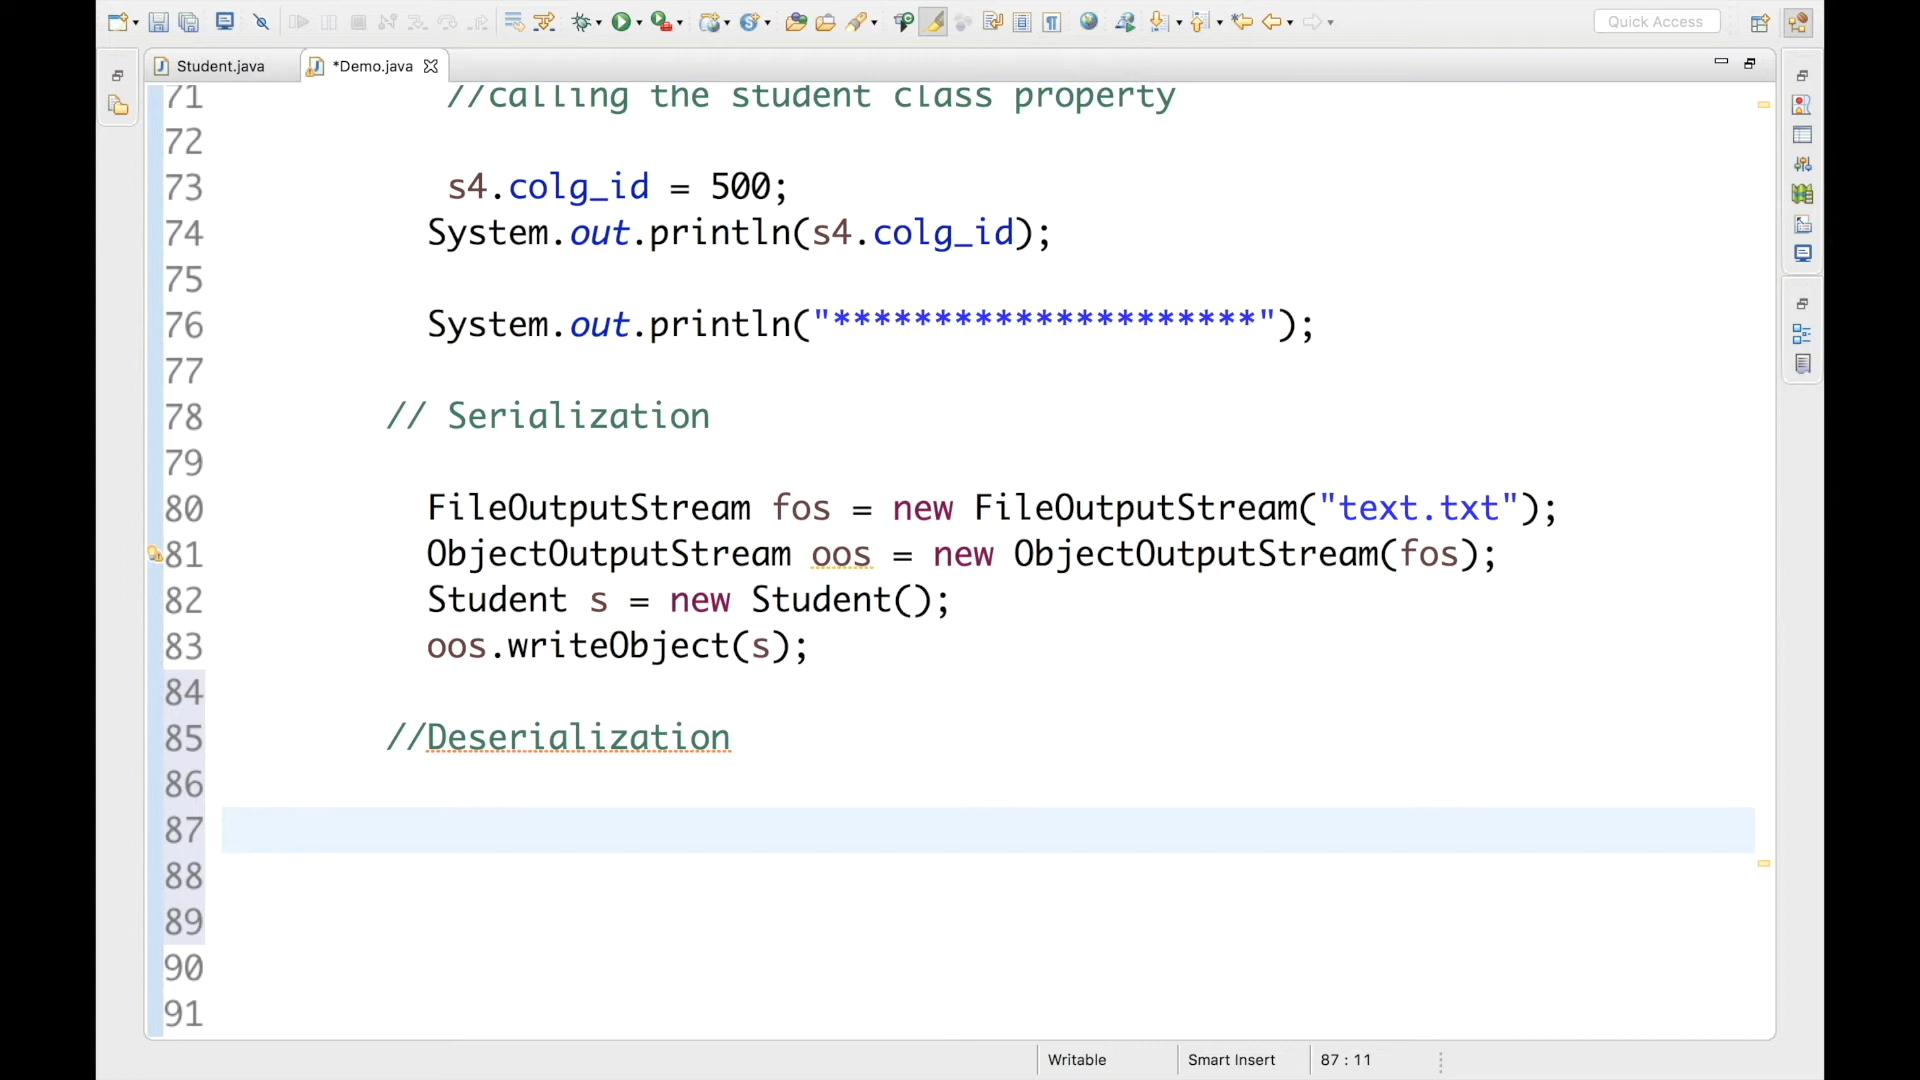 Quick Access
Student.java
*Demo.java
71 //calling the student class property
72
73 s4.colg_id = 500;
74 System.out.println(s4.colg_id);
75
76 System.out.println("*********************");
77
78 // Serialization
79
80 FileOutputStream fos = new FileOutputStream("text.txt");
81 ObjectOutputStream oos = new ObjectOutputStream(fos);
82 Student s = new Student();
83 oos.writeObject(s);
84
85 //Deserialization
86
87
88
89
90
91
Writable Smart Insert 87 : 11